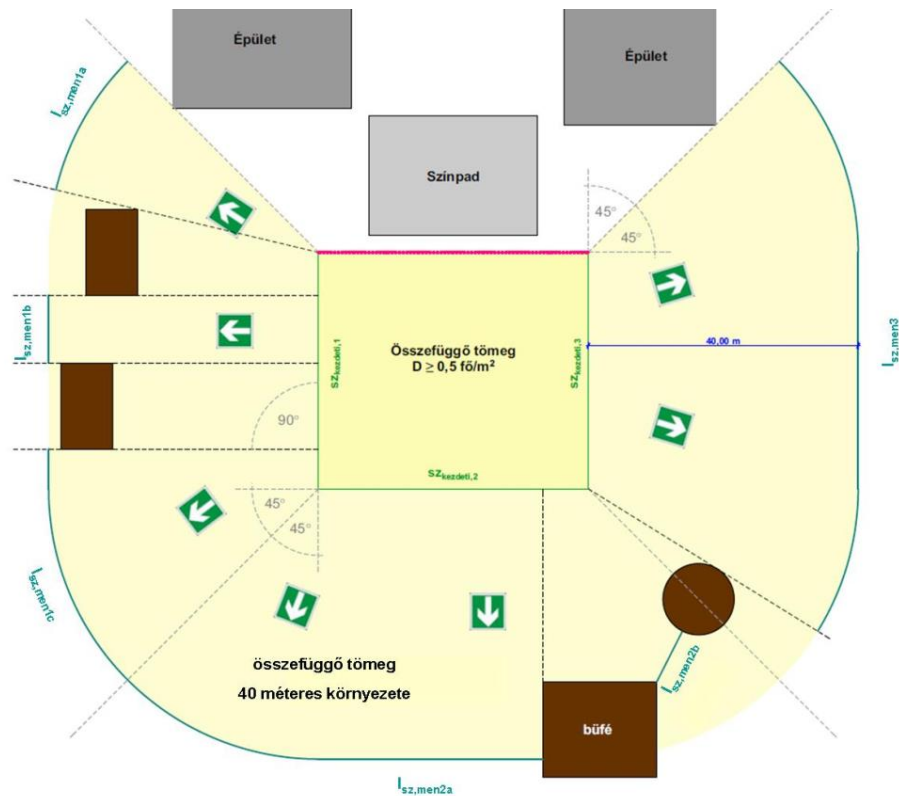 Épület
Épület
Színpad
l sz,men1a
45°
45°
l sz,men1b
sz kezdeti,1
Összefüggő tömeg
D ≥ 0,5 fő/m²
sz kezdeti,3
40,00 m
l sz,men3
90°
sz kezdeti,2
45°
45°
l sz,men1c
összefüggő tömeg
40 méteres környezete
l sz,men2b
büfé
l sz,men2a